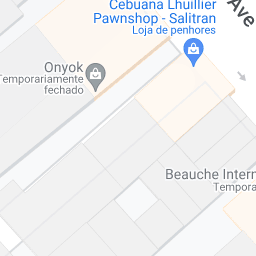 Cebuana Lhuillier
Pawnshop - Salitran
Loja de penhores
Ave
Onyok
Temporariamente
fechado
Beauche Intern
Tempora